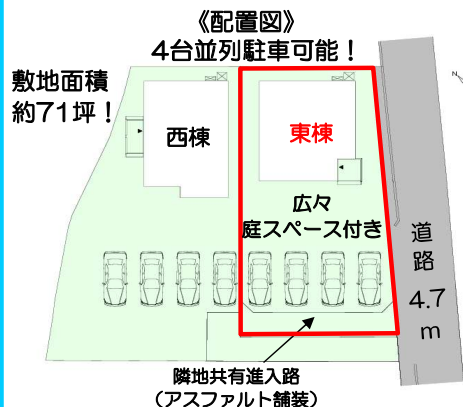 《配置図》
4台並列駐車可能！
敷地面積
約71坪！
西棟
東棟
広々
庭スペース付き
道路
4.7
m
隣地共有進入路
（アスファルト舗装）
N